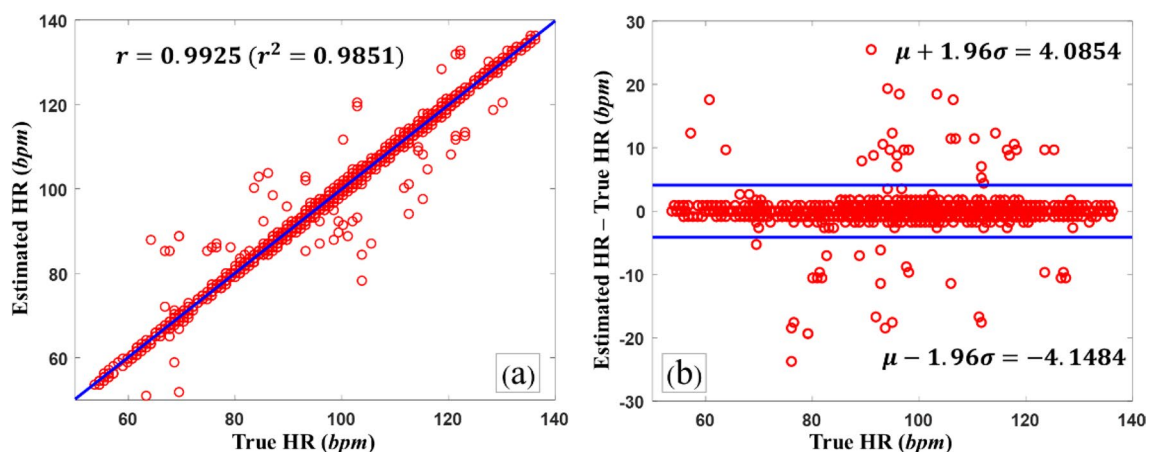 140
120
100
80
60
Estimated HR (bpm)
r = 0.9925 (r² = 0.9851)
(a)
60 80 100 120 140
True HR (bpm)
30
20
10
0
-10
-20
-30
Estimated HR – True HR (bpm)
μ + 1.96σ = 4.0854
μ − 1.96σ = −4.1484
(b)
60 80 100 120 140
True HR (bpm)